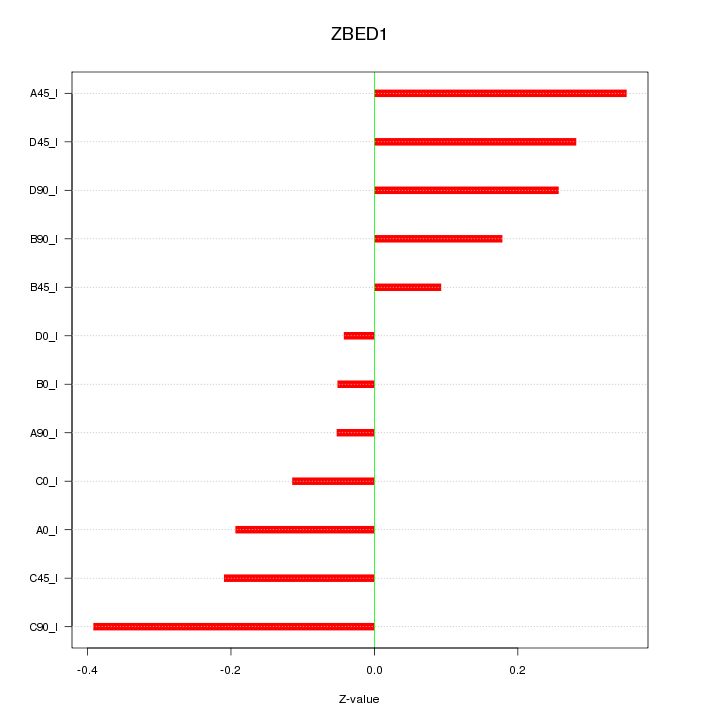 ZBED1
A45_I
D45_I
D90_I
B90_I
B45_I
D0_I
B0_I
A90_I
C0_I
A0_I
C45_I
C90_I
-0.4 -0.2 0.0 0.2
Z-value